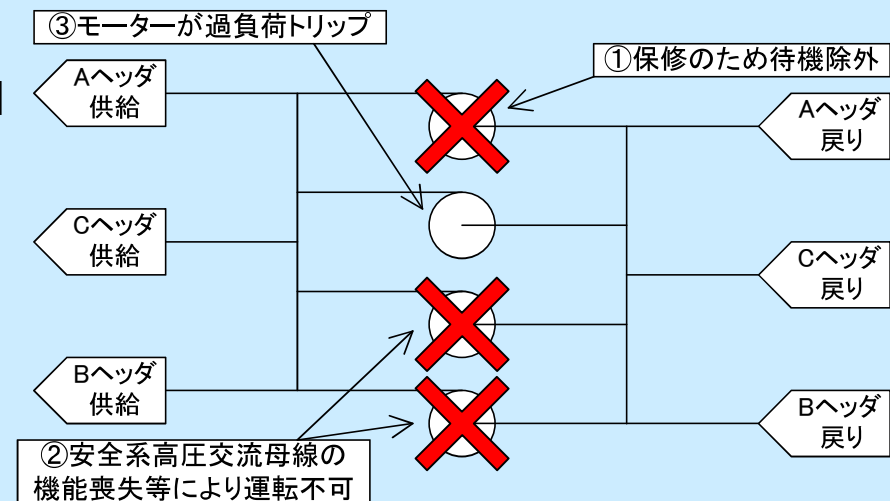 ③モーターが過負荷トリップ
①保修のため待機除外
Aヘッダ
供給
Aヘッダ
戻り
Cヘッダ
供給
Cヘッダ
戻り
Bヘッダ
供給
Bヘッダ
戻り
②安全系高圧交流母線の
機能喪失等により運転不可